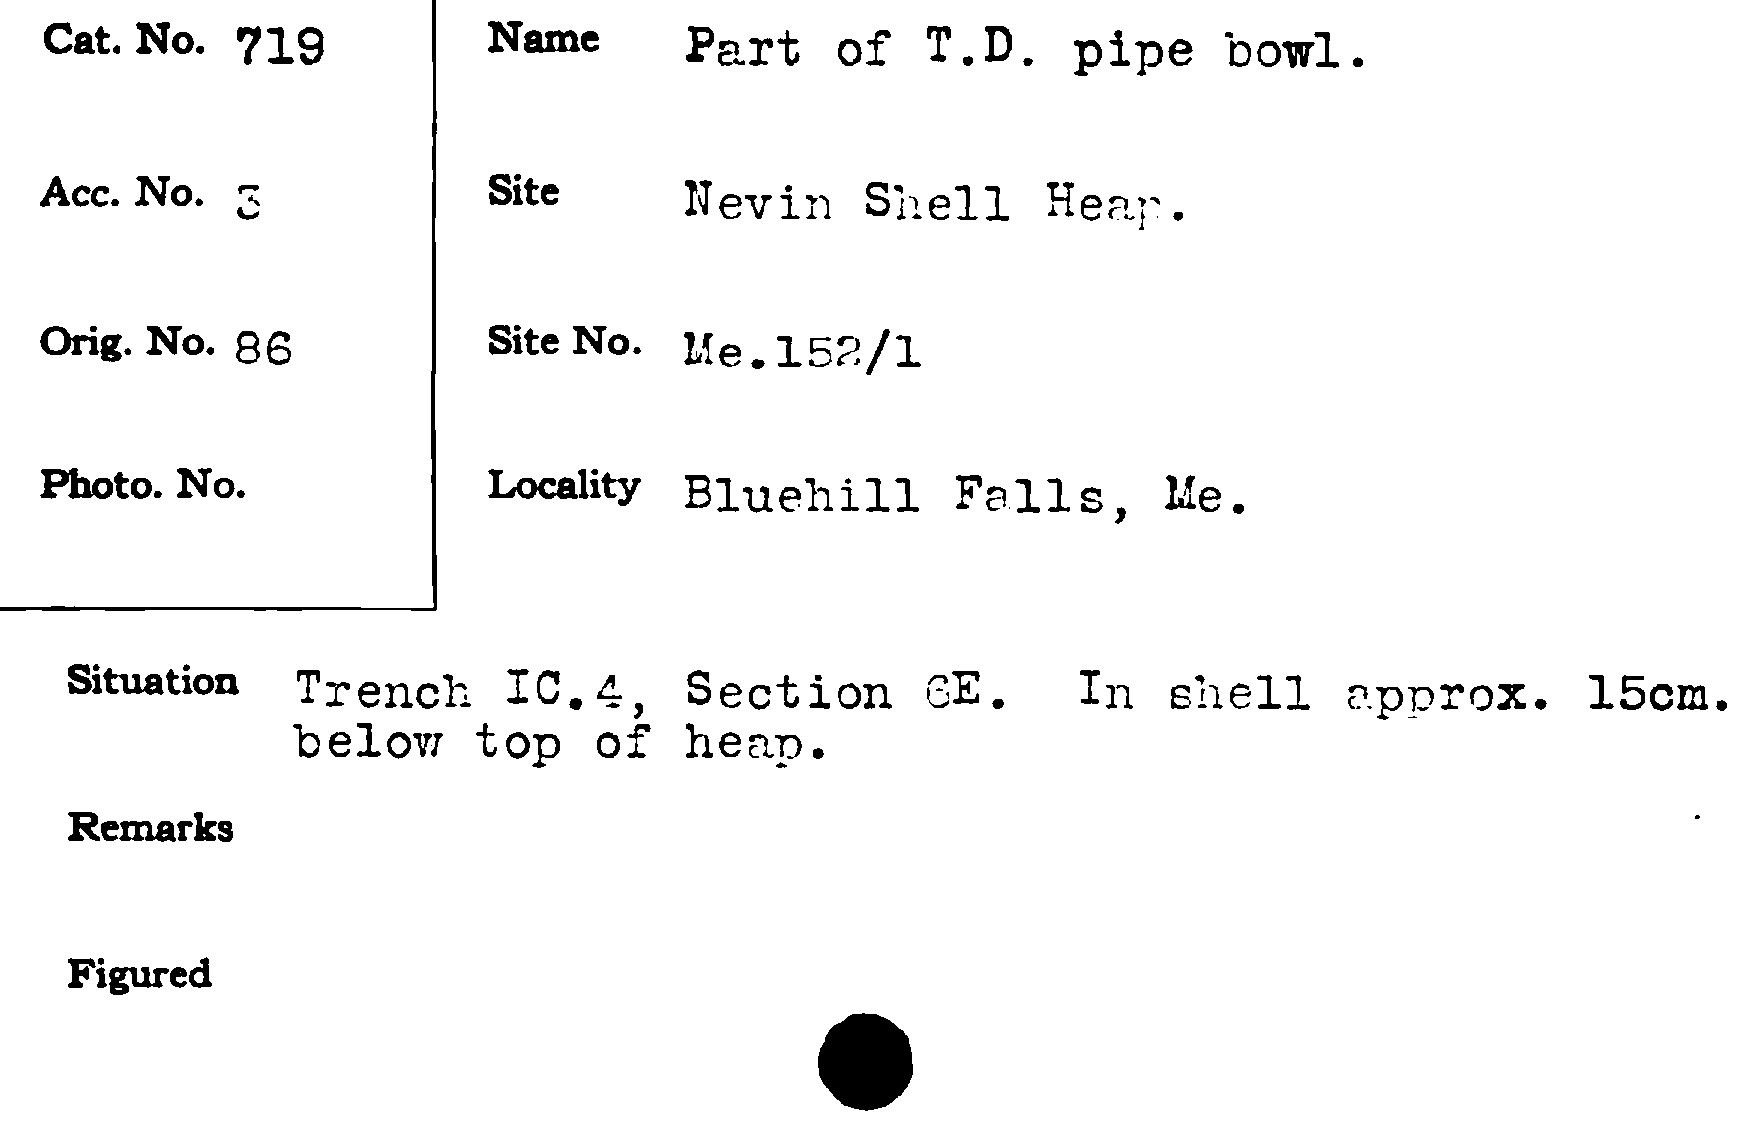 Cat. No. 719
Name Part of T.D. pipe bowl.
Acc. No. 3
Site Nevin Shell Heap.
Orig. No. 86
Site No. Me.152/1
Photo. No.
Locality Bluehill Falls, Me.
Situation Trench IC.4, Section 6E. In shell approx. 15cm.
below top of heap.
Remarks
Figured